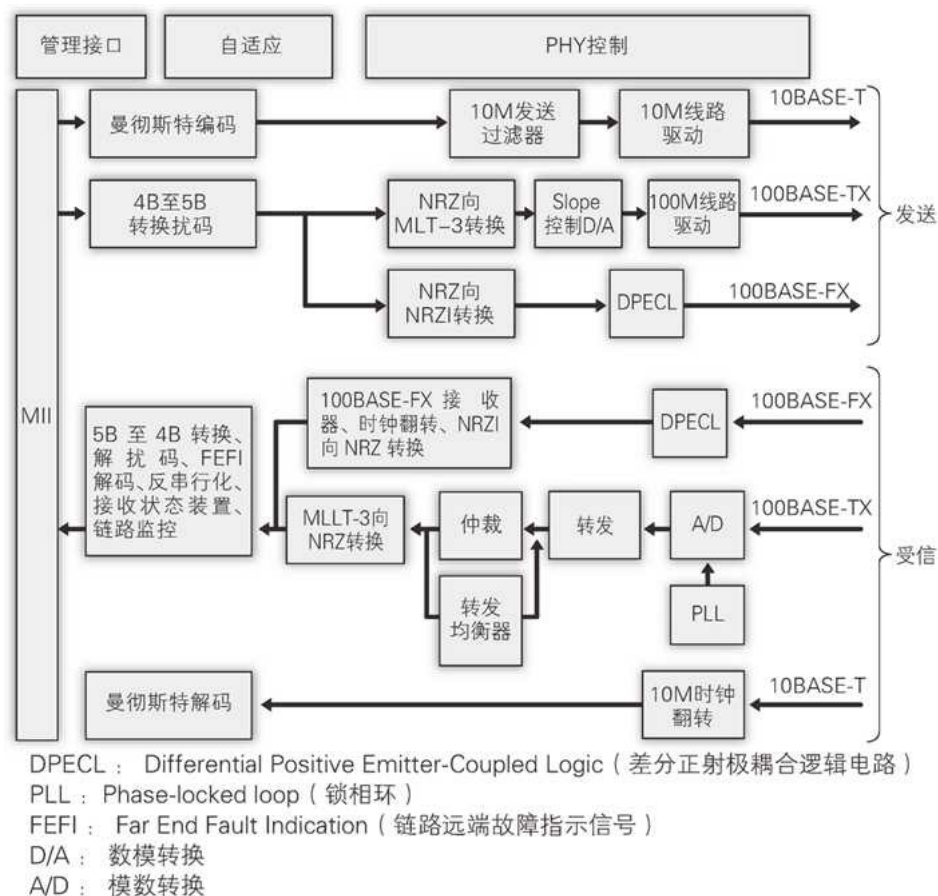 管理接口
自适应
PHY控制
MII
曼彻斯特编码
10M发送
过滤器
10M线路
驱动
10BASE-T
4B至5B
转换扰码
NRZ向
MLT-3转换
Slope
控制D/A
100M线路
驱动
100BASE-TX
发送
NRZ向
NRZI转换
DPECL
100BASE-FX
100BASE-FX 接 收
器、时钟翻转、NRZI
向 NRZ 转换
DPECL
100BASE-FX
5B 至 4B 转换、
解 扰 码、FEFI
解码、反串行化、
接收状态装置、
链路监控
MLLT-3向
NRZ转换
仲裁
转发
A/D
100BASE-TX
受信
转发
均衡器
PLL
曼彻斯特解码
10M时钟
翻转
10BASE-T
DPECL ： Differential Positive Emitter-Coupled Logic（差分正射极耦合逻辑电路）
PLL ：Phase-locked loop（锁相环）
FEFI ： Far End Fault Indication（链路远端故障指示信号）
D/A ： 数模转换
A/D ： 模数转换